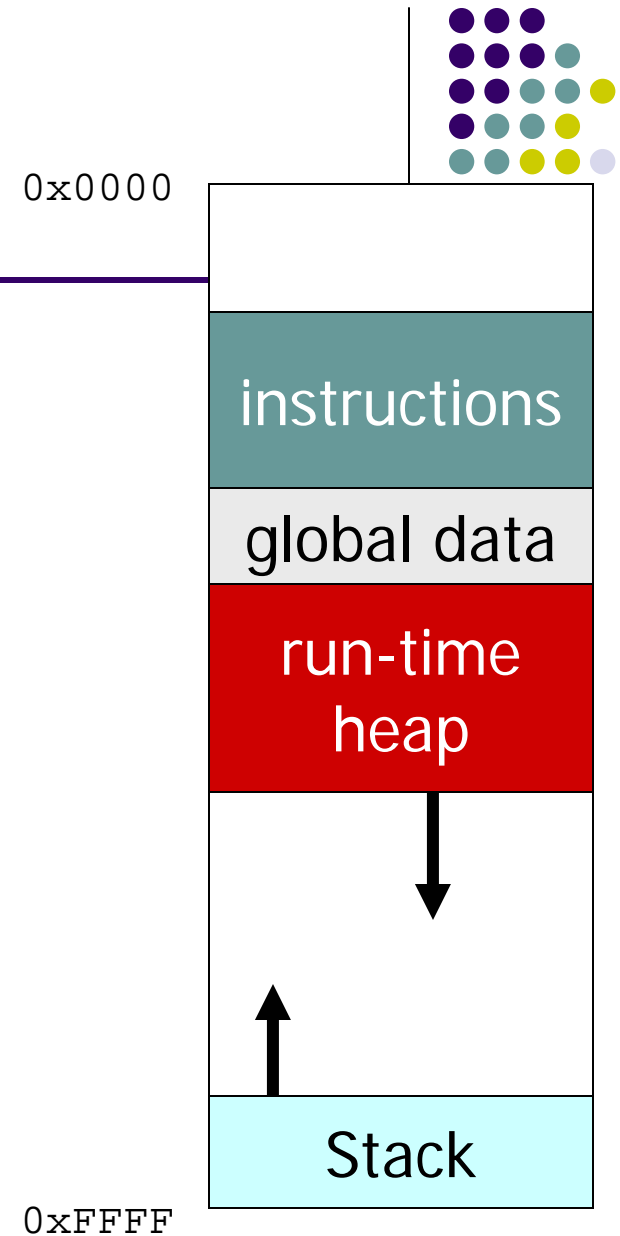 0x0000
instructions
global data
run-time
heap
Stack
0xFFFF